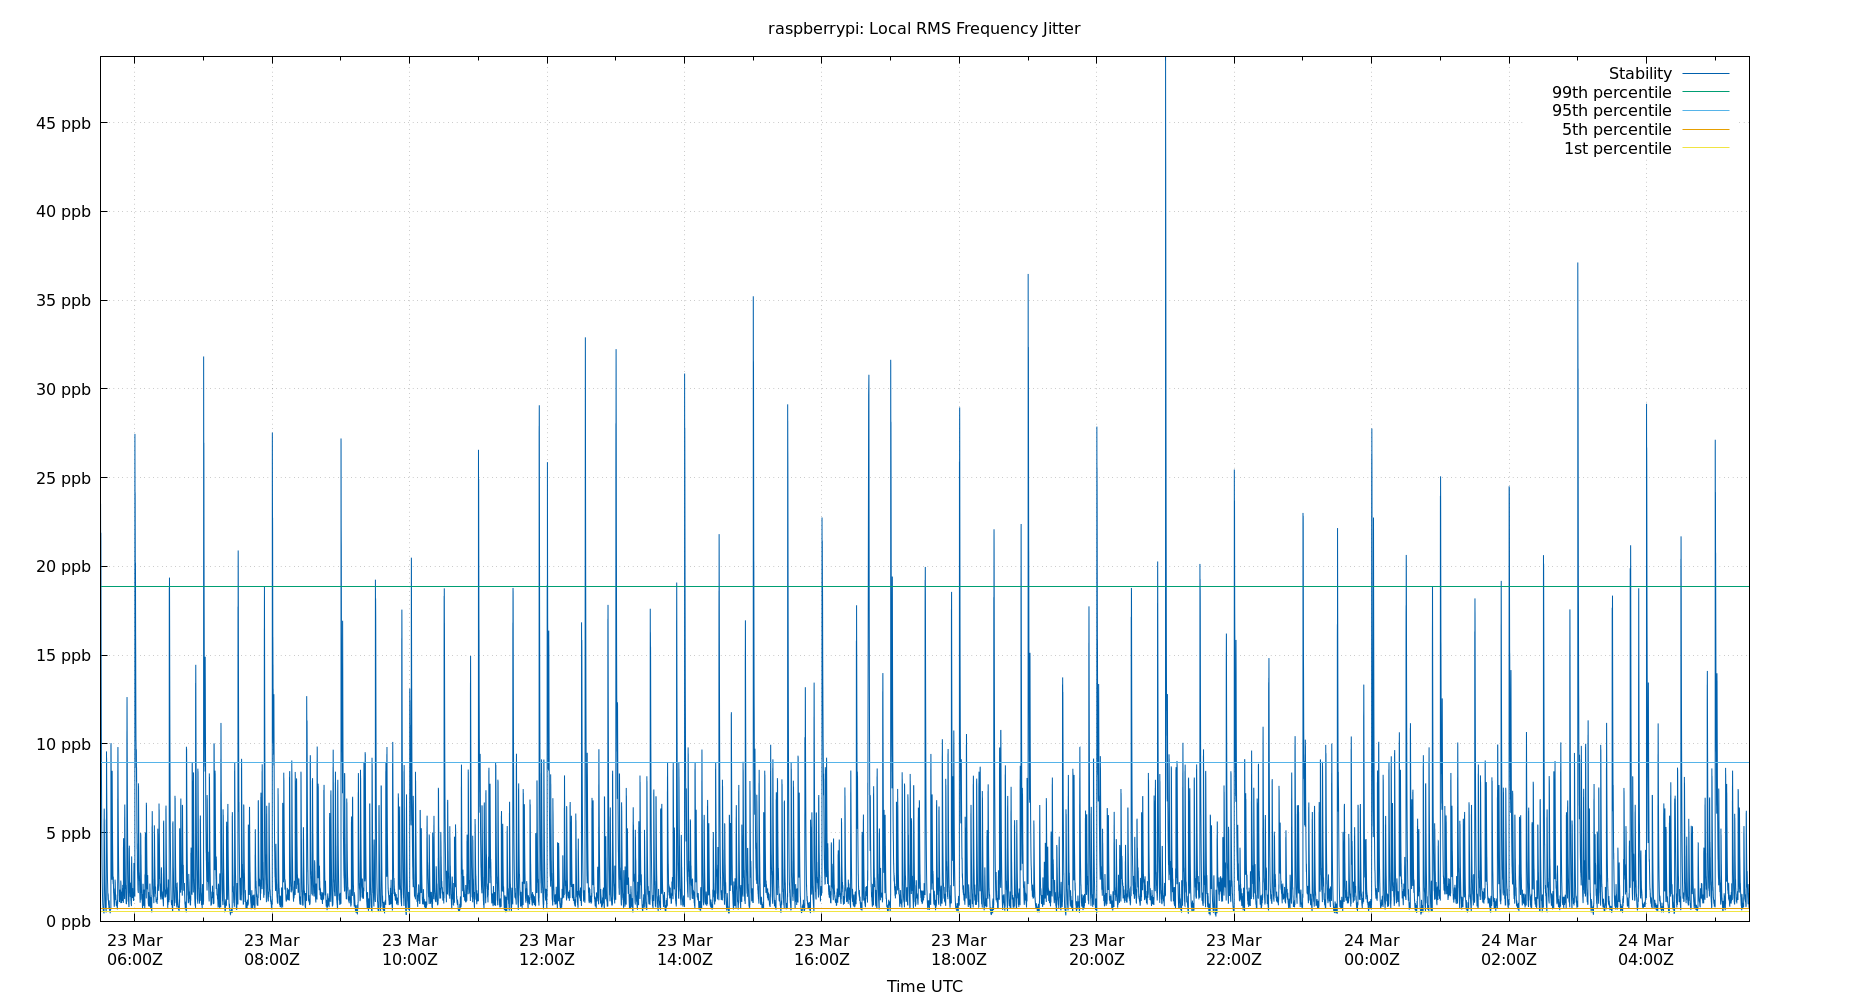 raspberrypi: Local RMS Frequency Jitter
Stability
99th percentile
95th percentile
5th percentile
1st percentile
45 ppb
40 ppb
35 ppb
30 ppb
25 ppb
20 ppb
15 ppb
10 ppb
5 ppb
0 ppb
23 Mar 23 Mar 23 Mar 23 Mar 23 Mar 23 Mar 23 Mar 23 Mar 23 Mar 24 Mar 24 Mar 24 Mar
06:00Z 08:00Z 10:00Z 12:00Z 14:00Z 16:00Z 18:00Z 20:00Z 22:00Z 00:00Z 02:00Z 04:00Z
Time UTC